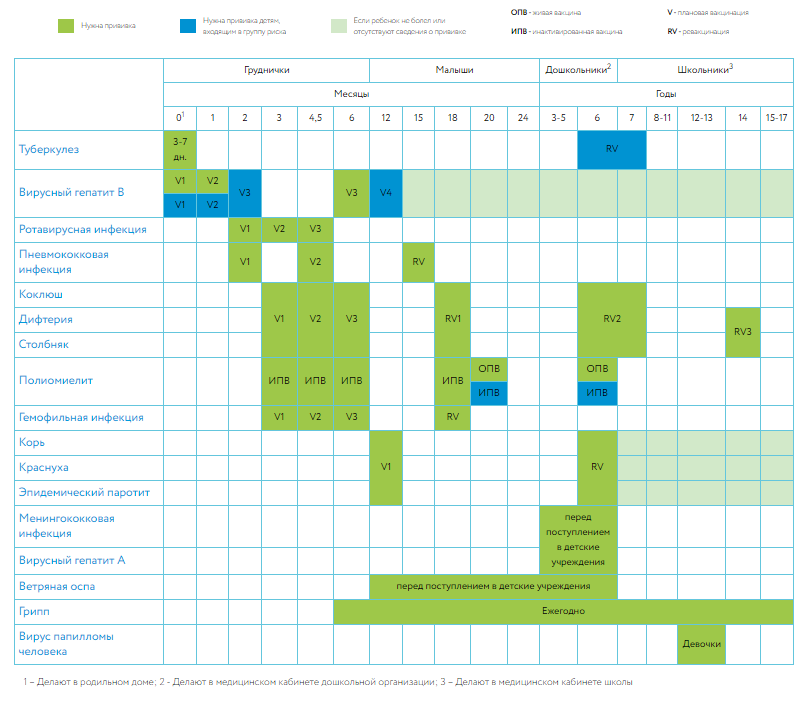 Нужна прививка
Нужна прививка детям,
входящим в группу риска
Если ребенок не болел или
отсутствуют сведения о прививке
ОПВ - живая вакцина
ИПВ - инактивированная вакцина
V - плановая вакцинация
RV - ревакцинация
Груднички Малыши Дошкольники2 Школьники3
Месяцы Годы
01 1 2 3 4,5 6 12 15 18 20 24 3-5 6 7 8-11 12-13 14 15-17
Туберкулез 3-7 дн. RV
Вирусный гепатит В V1 V2 V3 V3 V4
V1 V2
Ротавирусная инфекция V1 V2 V3
Пневмококковая
инфекция V1 V2 RV
Коклюш
Дифтерия V1 V2 V3 RV1 RV2 RV3
Столбняк
Полиомиелит ИПВ ИПВ ИПВ ИПВ ОПВ ОПВ
ИПВ ИПВ
Гемофильная инфекция V1 V2 V3 RV
Корь
Краснуха V1 RV
Эпидемический паротит
Менингококковая
инфекция
Вирусный гепатит А
перед
поступлением
в детские
учреждения
Ветряная оспа перед поступлением в детские учреждения
Грипп Ежегодно
Вирус папилломы
человека Девочки
1 – Делают в родильном доме; 2 - Делают в медицинском кабинете дошкольной организации; 3 – Делают в медицинском кабинете школы